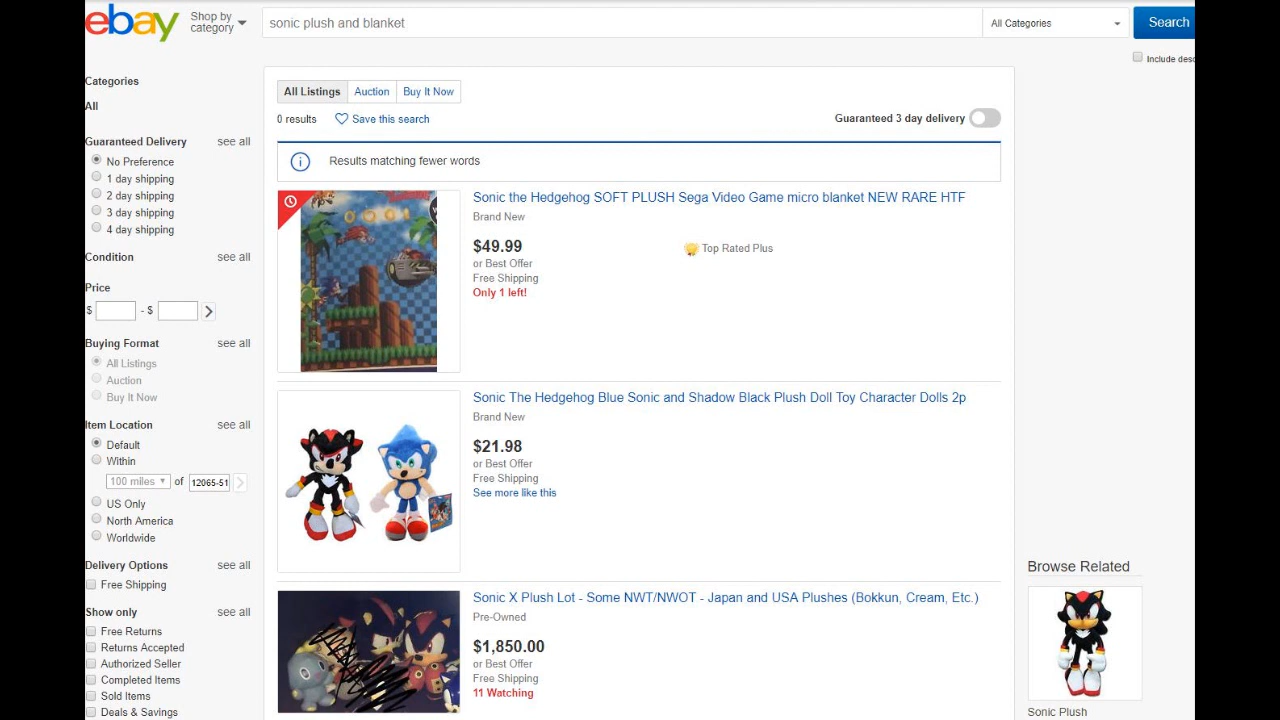 ebay
Shop by
category
sonic plush and blanket
All Categories
Search
Include desc
Categories
All
Guaranteed Delivery
see all
No Preference
1 day shipping
2 day shipping
3 day shipping
4 day shipping
Condition
see all
Price
$
- $
Buying Format
see all
All Listings
Auction
Buy It Now
Item Location
see all
Default
Within
100 miles
of
12065-51
US Only
North America
Worldwide
Delivery Options
see all
Free Shipping
Show only
see all
Free Returns
Returns Accepted
Authorized Seller
Completed Items
Sold Items
Deals & Savings
All Listings
Auction
Buy It Now
0 results
Save this search
Guaranteed 3 day delivery
Results matching fewer words
Sonic the Hedgehog SOFT PLUSH Sega Video Game micro blanket NEW RARE HTF
Brand New
$49.99
Top Rated Plus
or Best Offer
Free Shipping
Only 1 left!
Sonic The Hedgehog Blue Sonic and Shadow Black Plush Doll Toy Character Dolls 2p
Brand New
$21.98
or Best Offer
Free Shipping
See more like this
Sonic X Plush Lot - Some NWT/NWOT - Japan and USA Plushes (Bokkun, Cream, Etc.)
Pre-Owned
$1,850.00
or Best Offer
Free Shipping
11 Watching
Browse Related
Sonic Plush